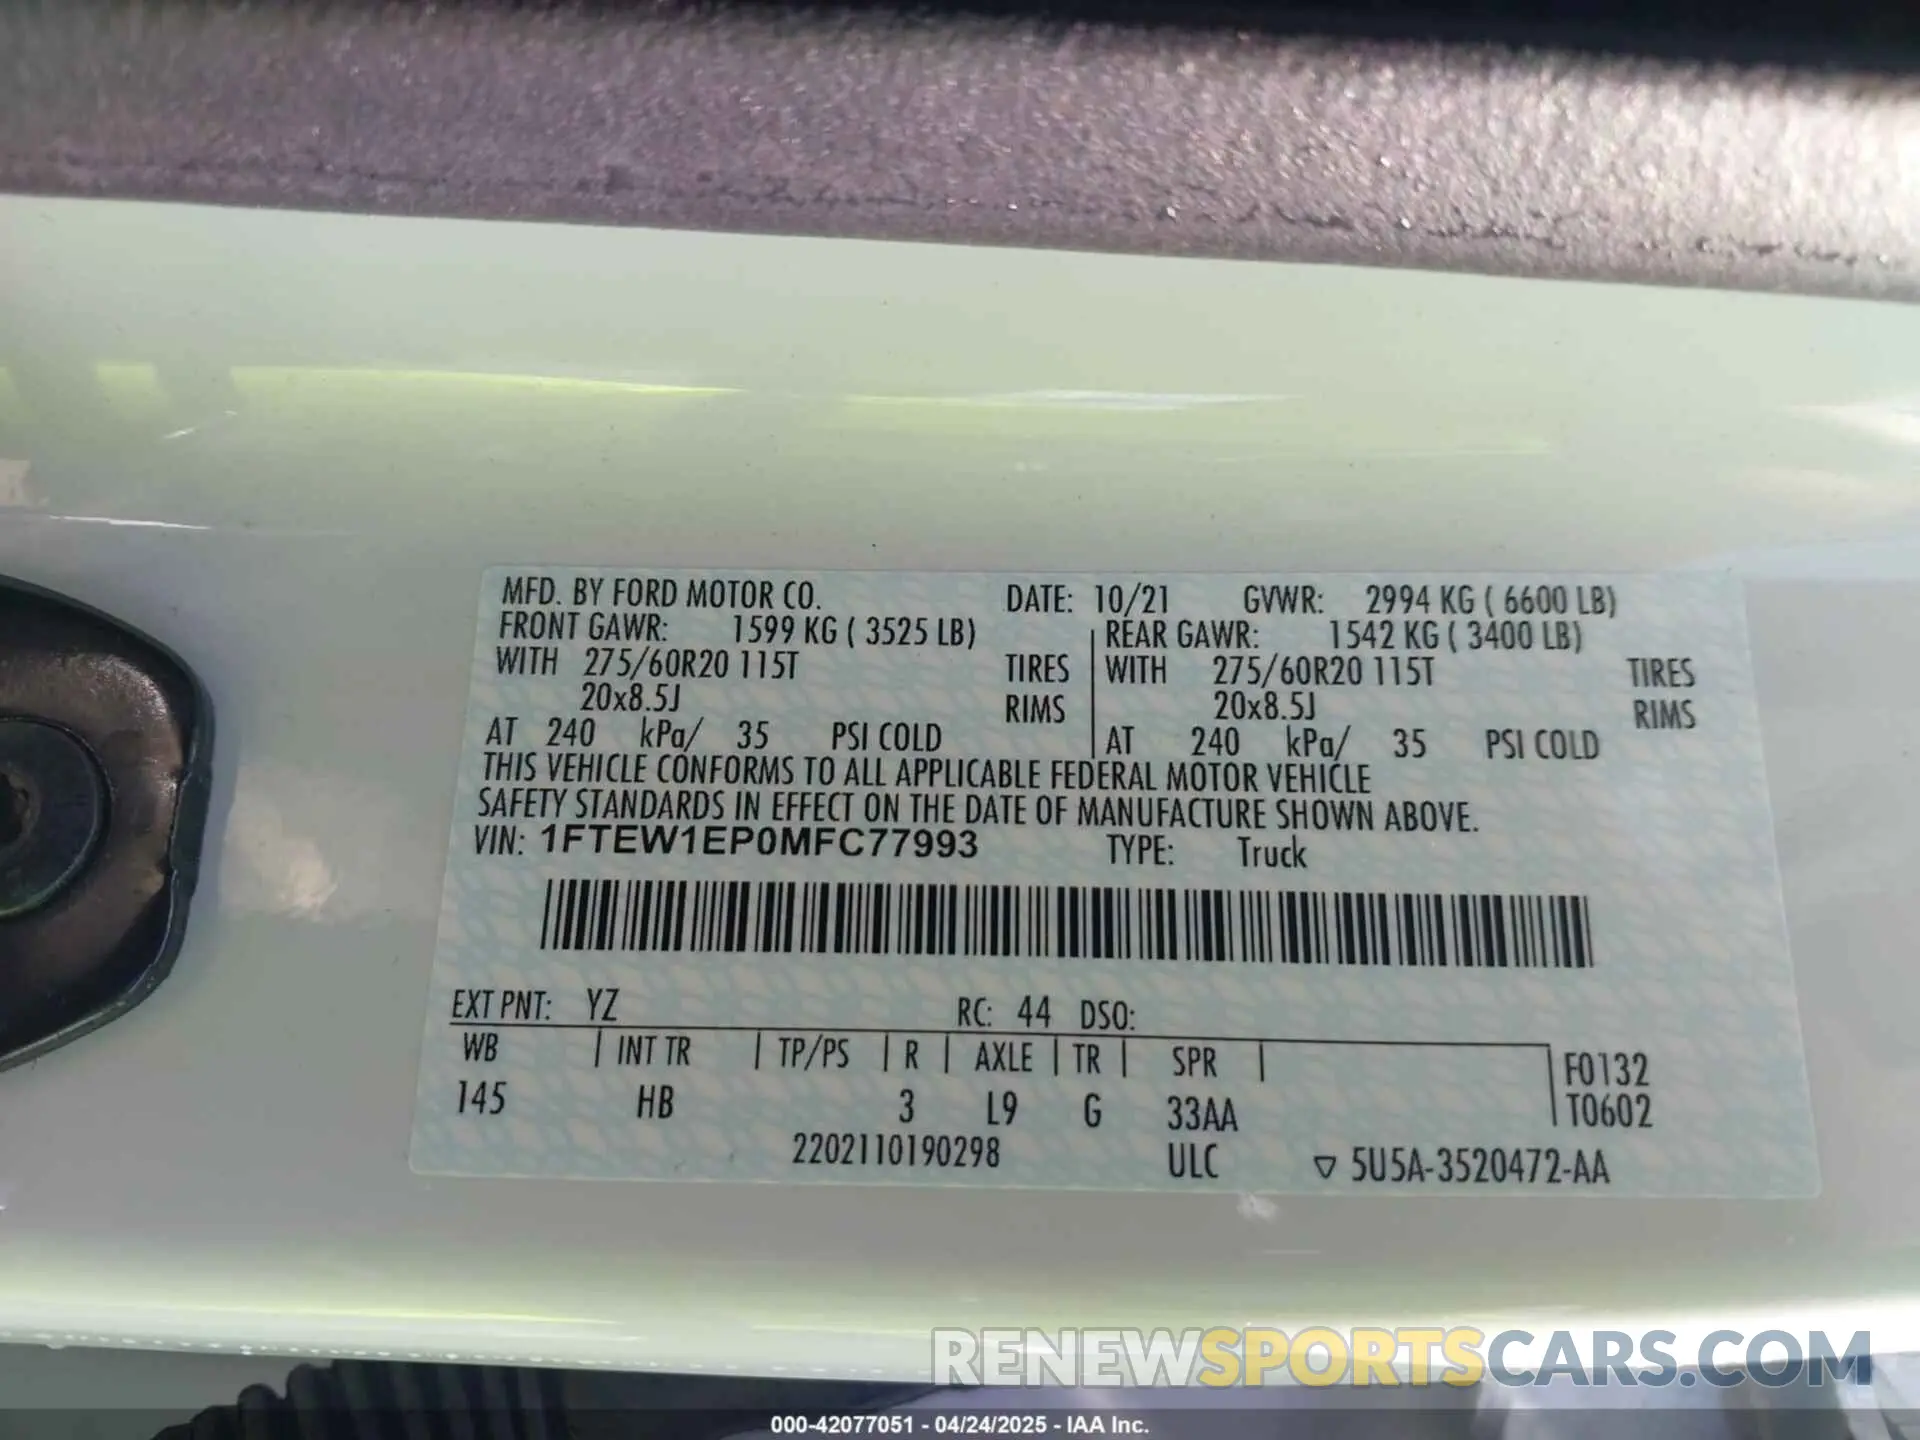 MFD. BY FORD MOTOR CO. DATE: 10/21 GVWR: 2994 KG ( 6600 LB)
FRONT GAWR: 1599 KG ( 3525 LB) REAR GAWR: 1542 KG ( 3400 LB)
WITH 275/60R20 115T TIRES WITH 275/60R20 115T TIRES
20x8.5J RIMS 20x8.5J RIMS
AT 240 kPa/ 35 PSI COLD AT 240 kPa/ 35 PSI COLD
THIS VEHICLE CONFORMS TO ALL APPLICABLE FEDERAL MOTOR VEHICLE
SAFETY STANDARDS IN EFFECT ON THE DATE OF MANUFACTURE SHOWN ABOVE.
VIN: 1FTEW1EP0MFC77993 TYPE: Truck
EXT PNT: YZ RC: 44 DSO:
WB INT TR TP/PS R AXLE TR SPR F0132
145 HB 3 L9 G 33AA T0602
2202110190298 ULC ▽ 5U5A-3520472-AA
RENEWSPORTSCARS.COM
000-42077051 - 04/24/2025 - IAA Inc.